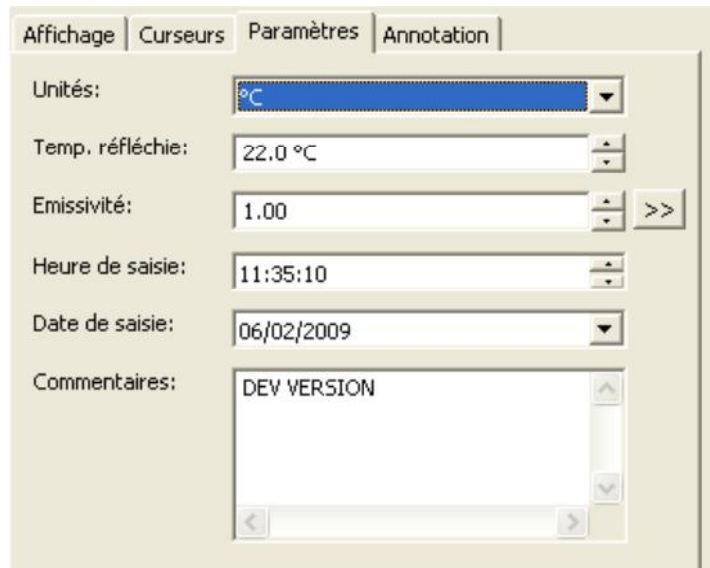 Affichage Curseurs Paramètres Annotation
Unités: °C
Temp. réfléchie: 22.0 °C
Emissivité: 1.00 >>
Heure de saisie: 11:35:10
Date de saisie: 06/02/2009
Commentaires: DEV VERSION